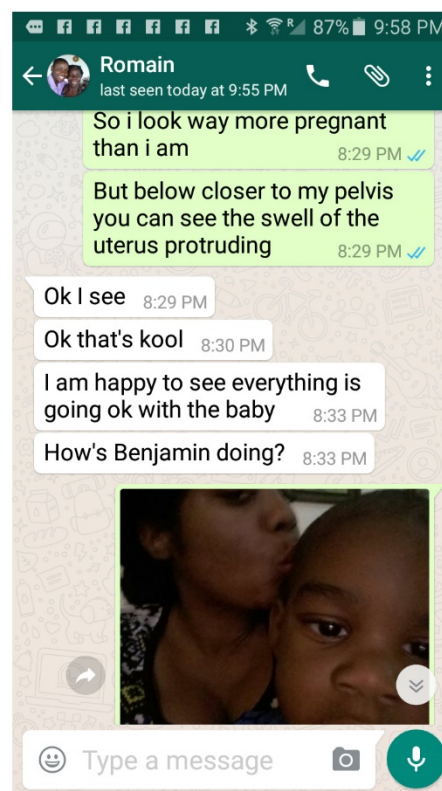 R 87% 9:58 PM
Romain
last seen today at 9:55 PM
So i look way more pregnant
than i am
8:29 PM
But below closer to my pelvis
you can see the swell of the
uterus protruding
8:29 PM
Ok I see 8:29 PM
Ok that's kool 8:30 PM
I am happy to see everything is
going ok with the baby 8:33 PM
How's Benjamin doing? 8:33 PM
Type a message